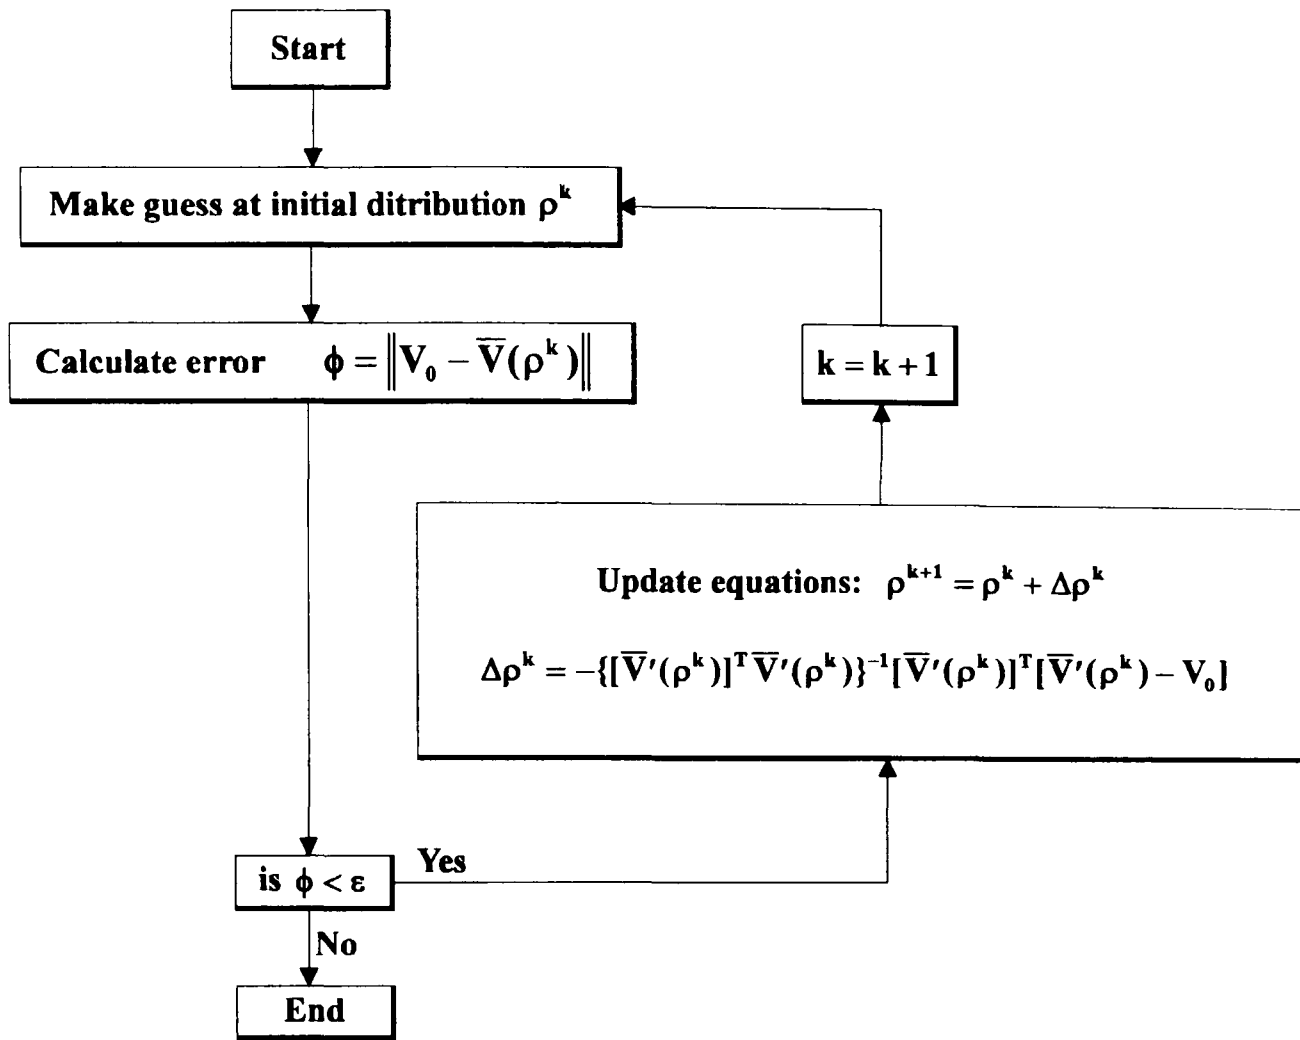 Start
Make guess at initial ditribution ρ^k
Calculate error ϕ = ‖V₀ − V̅(ρ^k)‖
k = k + 1
Update equations: ρ^{k+1} = ρ^k + Δρ^k
Δρ^k = −{[V̅′(ρ^k)]^T V̅′(ρ^k)}^{−1}[V̅′(ρ^k)]^T[V̅′(ρ^k) − V₀]
is ϕ < ε
Yes
No
End